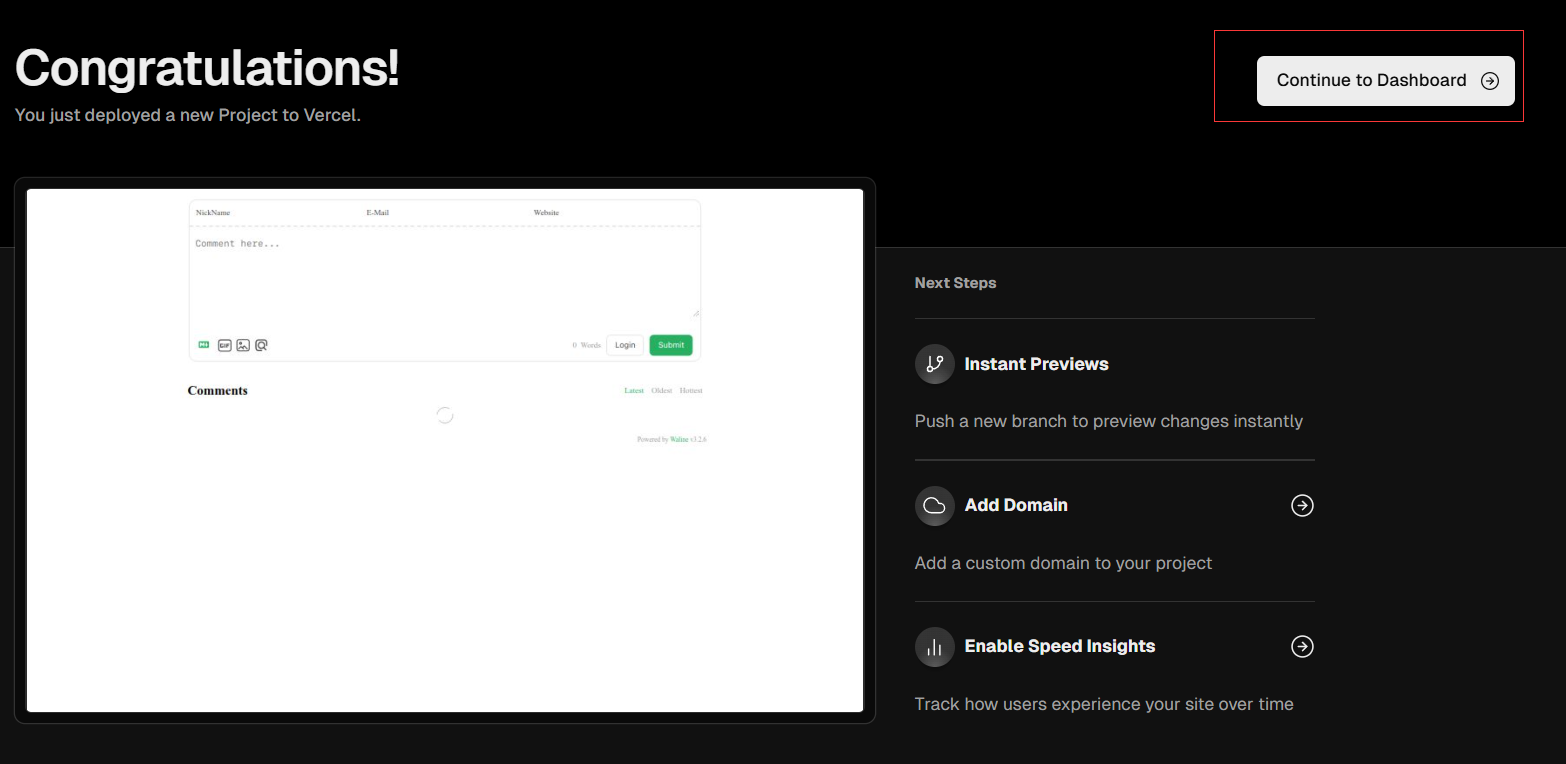 Congratulations!
You just deployed a new Project to Vercel.
Continue to Dashboard
NickName E-Mail Website
Comment here...
M↓ GIF 0 Words Login Submit
Comments Latest Oldest Hottest
Powered by Waline v3.2.6
Next Steps
Instant Previews
Push a new branch to preview changes instantly
Add Domain
Add a custom domain to your project
Enable Speed Insights
Track how users experience your site over time